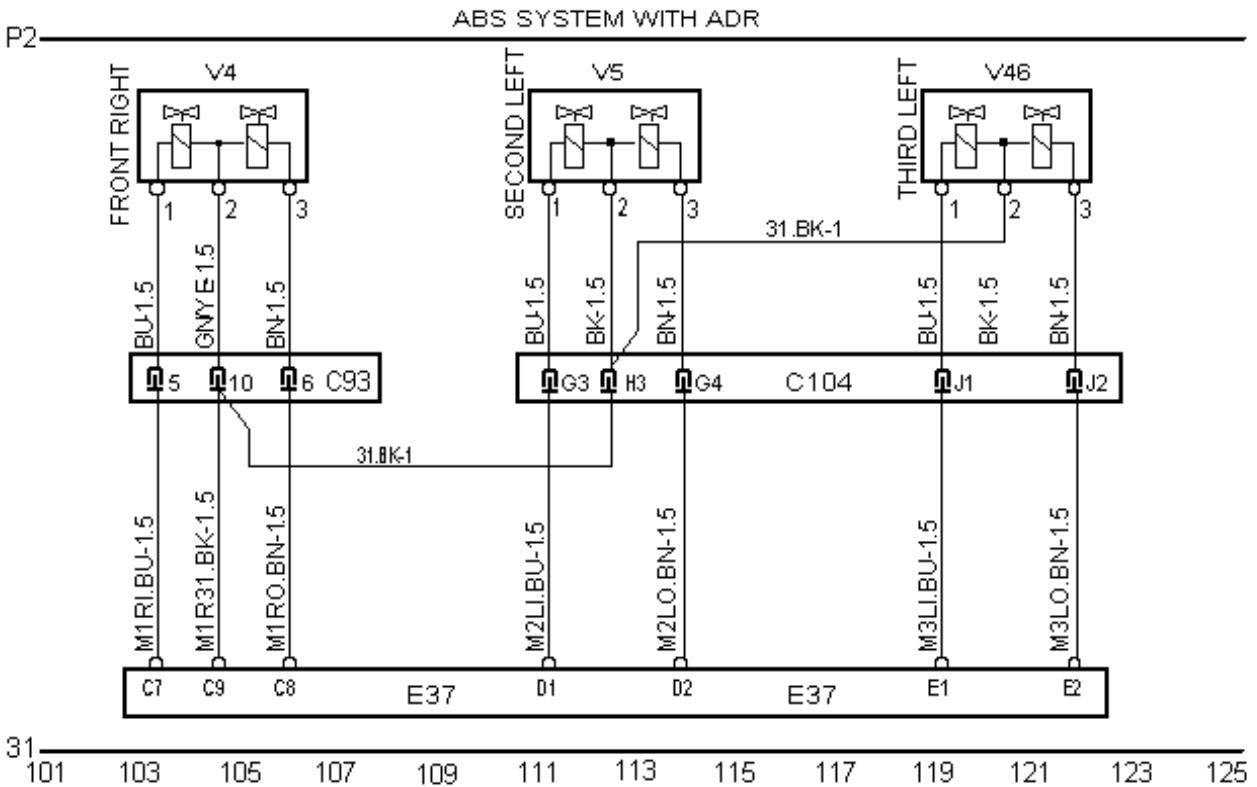 ABS SYSTEM WITH ADR
P2
V4 V5 V46
FRONT RIGHT
SECOND LEFT
THIRD LEFT
1 2 3 1 2 3 1 2 3
31.BK-1
BU-1.5 GN/YE-1.5 BN-1.5 BU-1.5 BK-1.5 BN-1.5 BU-1.5 BK-1.5 BN-1.5
5 10 6 C93 G3 H3 G4 C104 J1 J2
31.BK-1
M1RI.BU-1.5 M1R31.BK-1.5 M1RO.BN-1.5 M2LI.BU-1.5 M2LO.BN-1.5 M3LI.BU-1.5 M3LO.BN-1.5
C7 C9 C8 E37 D1 D2 E37 E1 E2
31
101 103 105 107 109 111 113 115 117 119 121 123 125